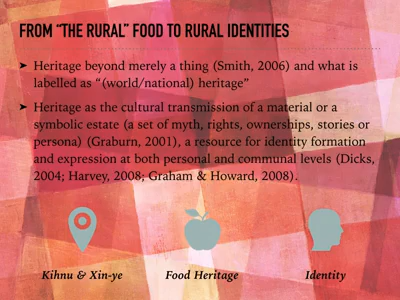 FROM “THE RURAL” FOOD TO RURAL IDENTITIES
➤ Heritage beyond merely a thing (Smith, 2006) and what is
labelled as “(world/national) heritage”
➤ Heritage as the cultural transmission of a material or a
symbolic estate (a set of myth, rights, ownerships, stories or
persona) (Graburn, 2001), a resource for identity formation
and expression at both personal and communal levels (Dicks,
2004; Harvey, 2008; Graham & Howard, 2008).
Kihnu & Xin-ye Food Heritage Identity